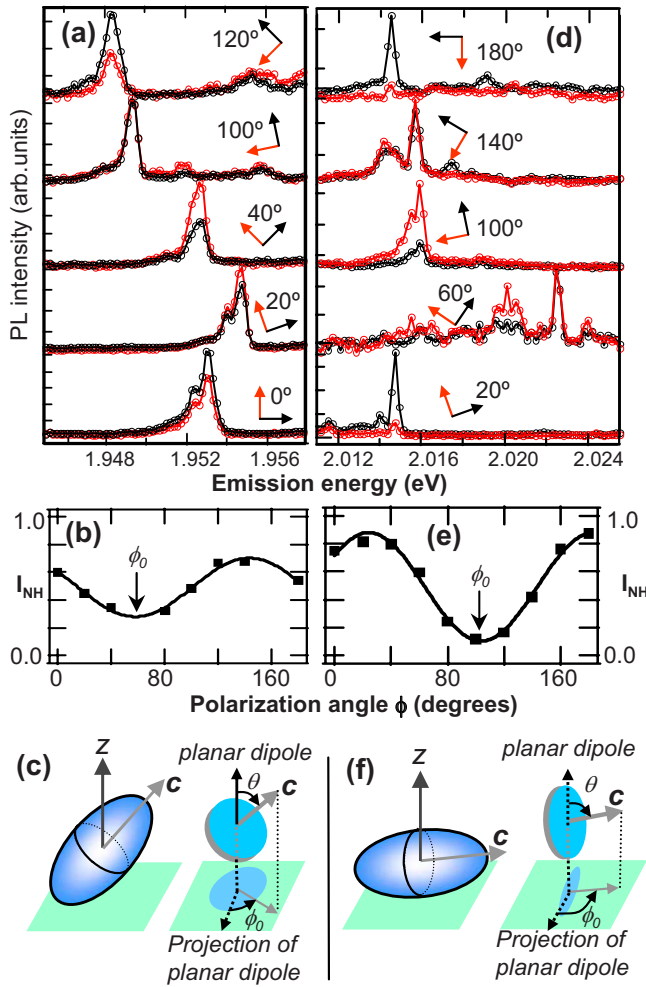 (a)
120º
100º
40º
20º
0º
PL intensity (arb.units)
1.948
1.952
1.956
(d)
180º
140º
100º
60º
20º
2.012
2.016
2.020
2.024
Emission energy (eV)
(b)
1.0
I_NH
0.0
ϕ₀
0
80
160
(e)
1.0
I_NH
0.0
ϕ₀
0
80
160
Polarization angle ϕ (degrees)
(c)
z
c
planar dipole
θ
c
ϕ₀
Projection of
planar dipole
(f)
z
c
planar dipole
θ
c
ϕ₀
Projection of
planar dipole